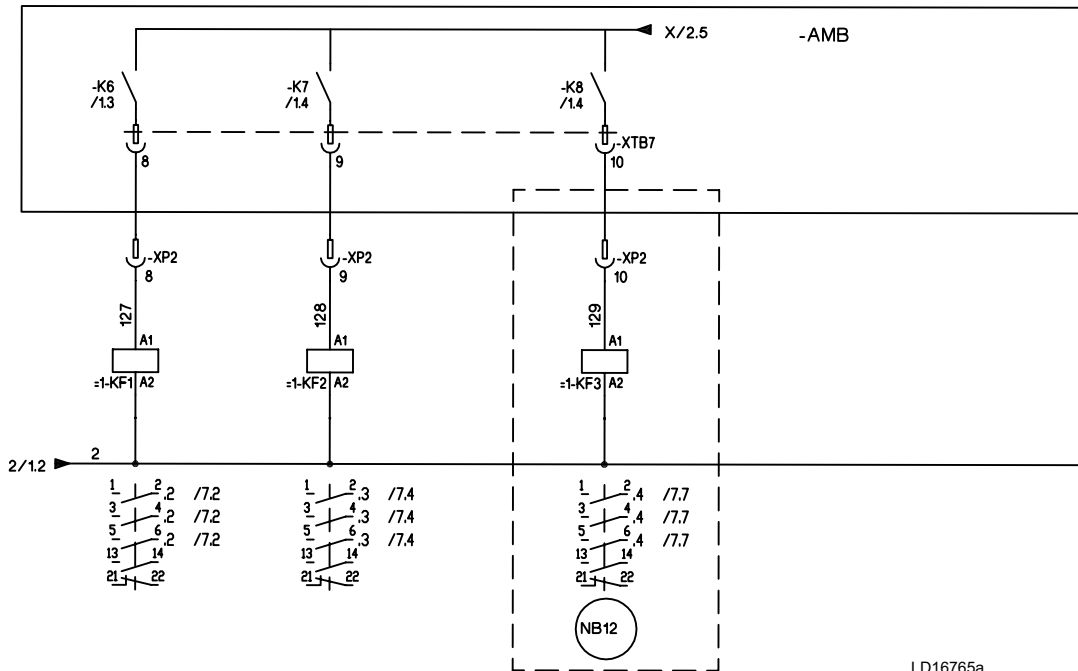 X/2.5 -AMB
-K6 -K7 -K8
/1.3 /1.4 /1.4
-XTB7
8 9 10
-XP2 -XP2 -XP2
8 9 10
127 128 129
A1 A1 A1
=1-KF1 A2 =1-KF2 A2 =1-KF3 A2
2/1.2 2
1 2 .2 /7.2 1 2 .3 /7.4 1 2 .4 /7.7
3 4 .2 /7.2 3 4 .3 /7.4 3 4 .4 /7.7
5 6 .2 /7.2 5 6 .3 /7.4 5 6 .4 /7.7
13 14 13 14 13 14
21 22 21 22 21 22
NB12
LD16765a